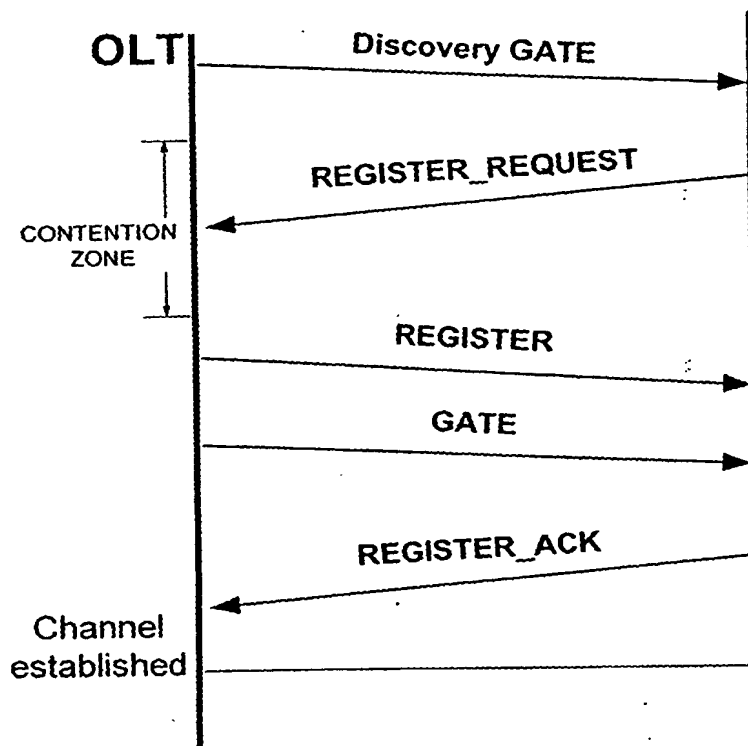 OLT
Discovery GATE
REGISTER_REQUEST
CONTENTION
ZONE
REGISTER
GATE
REGISTER_ACK
Channel
established